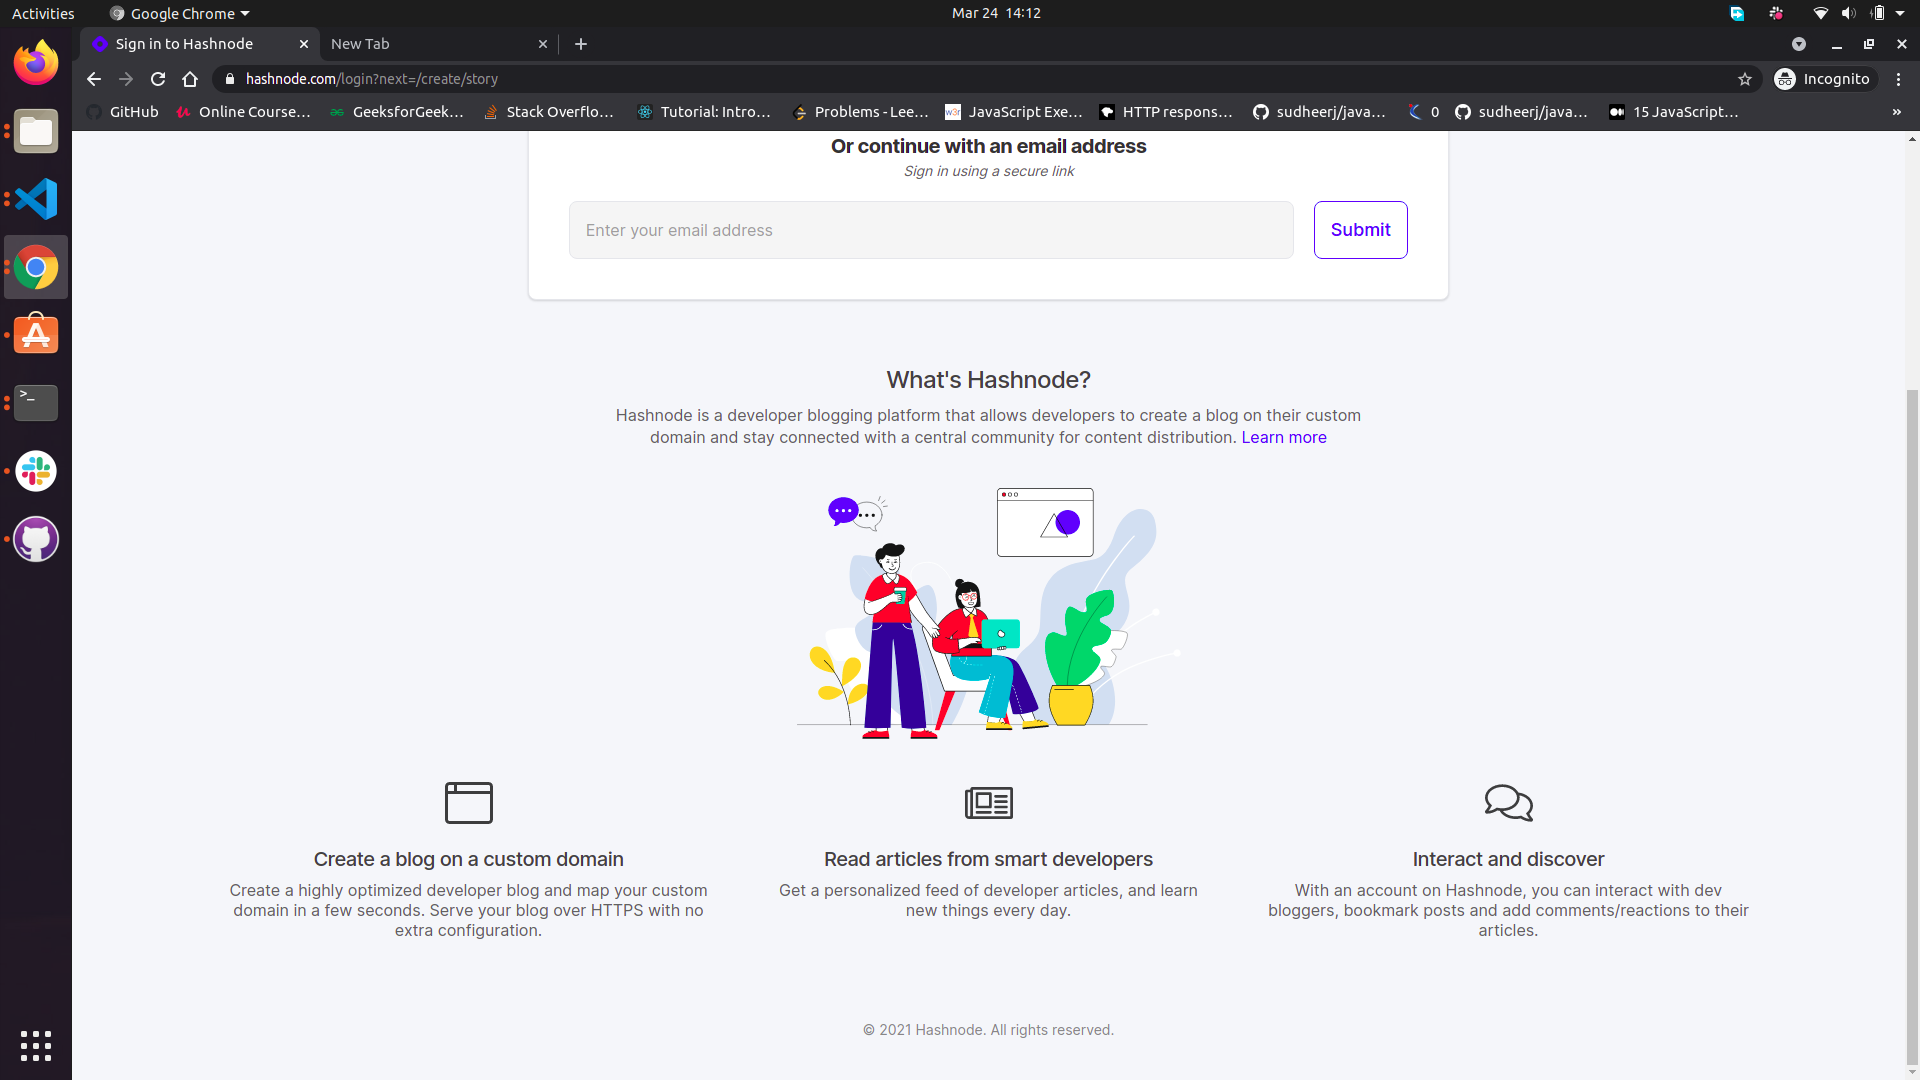 Activities
Google Chrome
Mar 24 14:12
Sign in to Hashnode
New Tab
hashnode.com/login?next=/create/story
Incognito
GitHub
Online Course...
GeeksforGeek...
Stack Overflo...
Tutorial: Intro...
Problems - Lee...
w3r
JavaScript Exe...
HTTP respons...
sudheerj/java...
0
sudheerj/java...
15 JavaScript...
»
Or continue with an email address
Sign in using a secure link
Enter your email address
Submit
What's Hashnode?
Hashnode is a developer blogging platform that allows developers to create a blog on their custom
domain and stay connected with a central community for content distribution. Learn more
Create a blog on a custom domain
Create a highly optimized developer blog and map your custom
domain in a few seconds. Serve your blog over HTTPS with no
extra configuration.
Read articles from smart developers
Get a personalized feed of developer articles, and learn
new things every day.
Interact and discover
With an account on Hashnode, you can interact with dev
bloggers, bookmark posts and add comments/reactions to their
articles.
© 2021 Hashnode. All rights reserved.